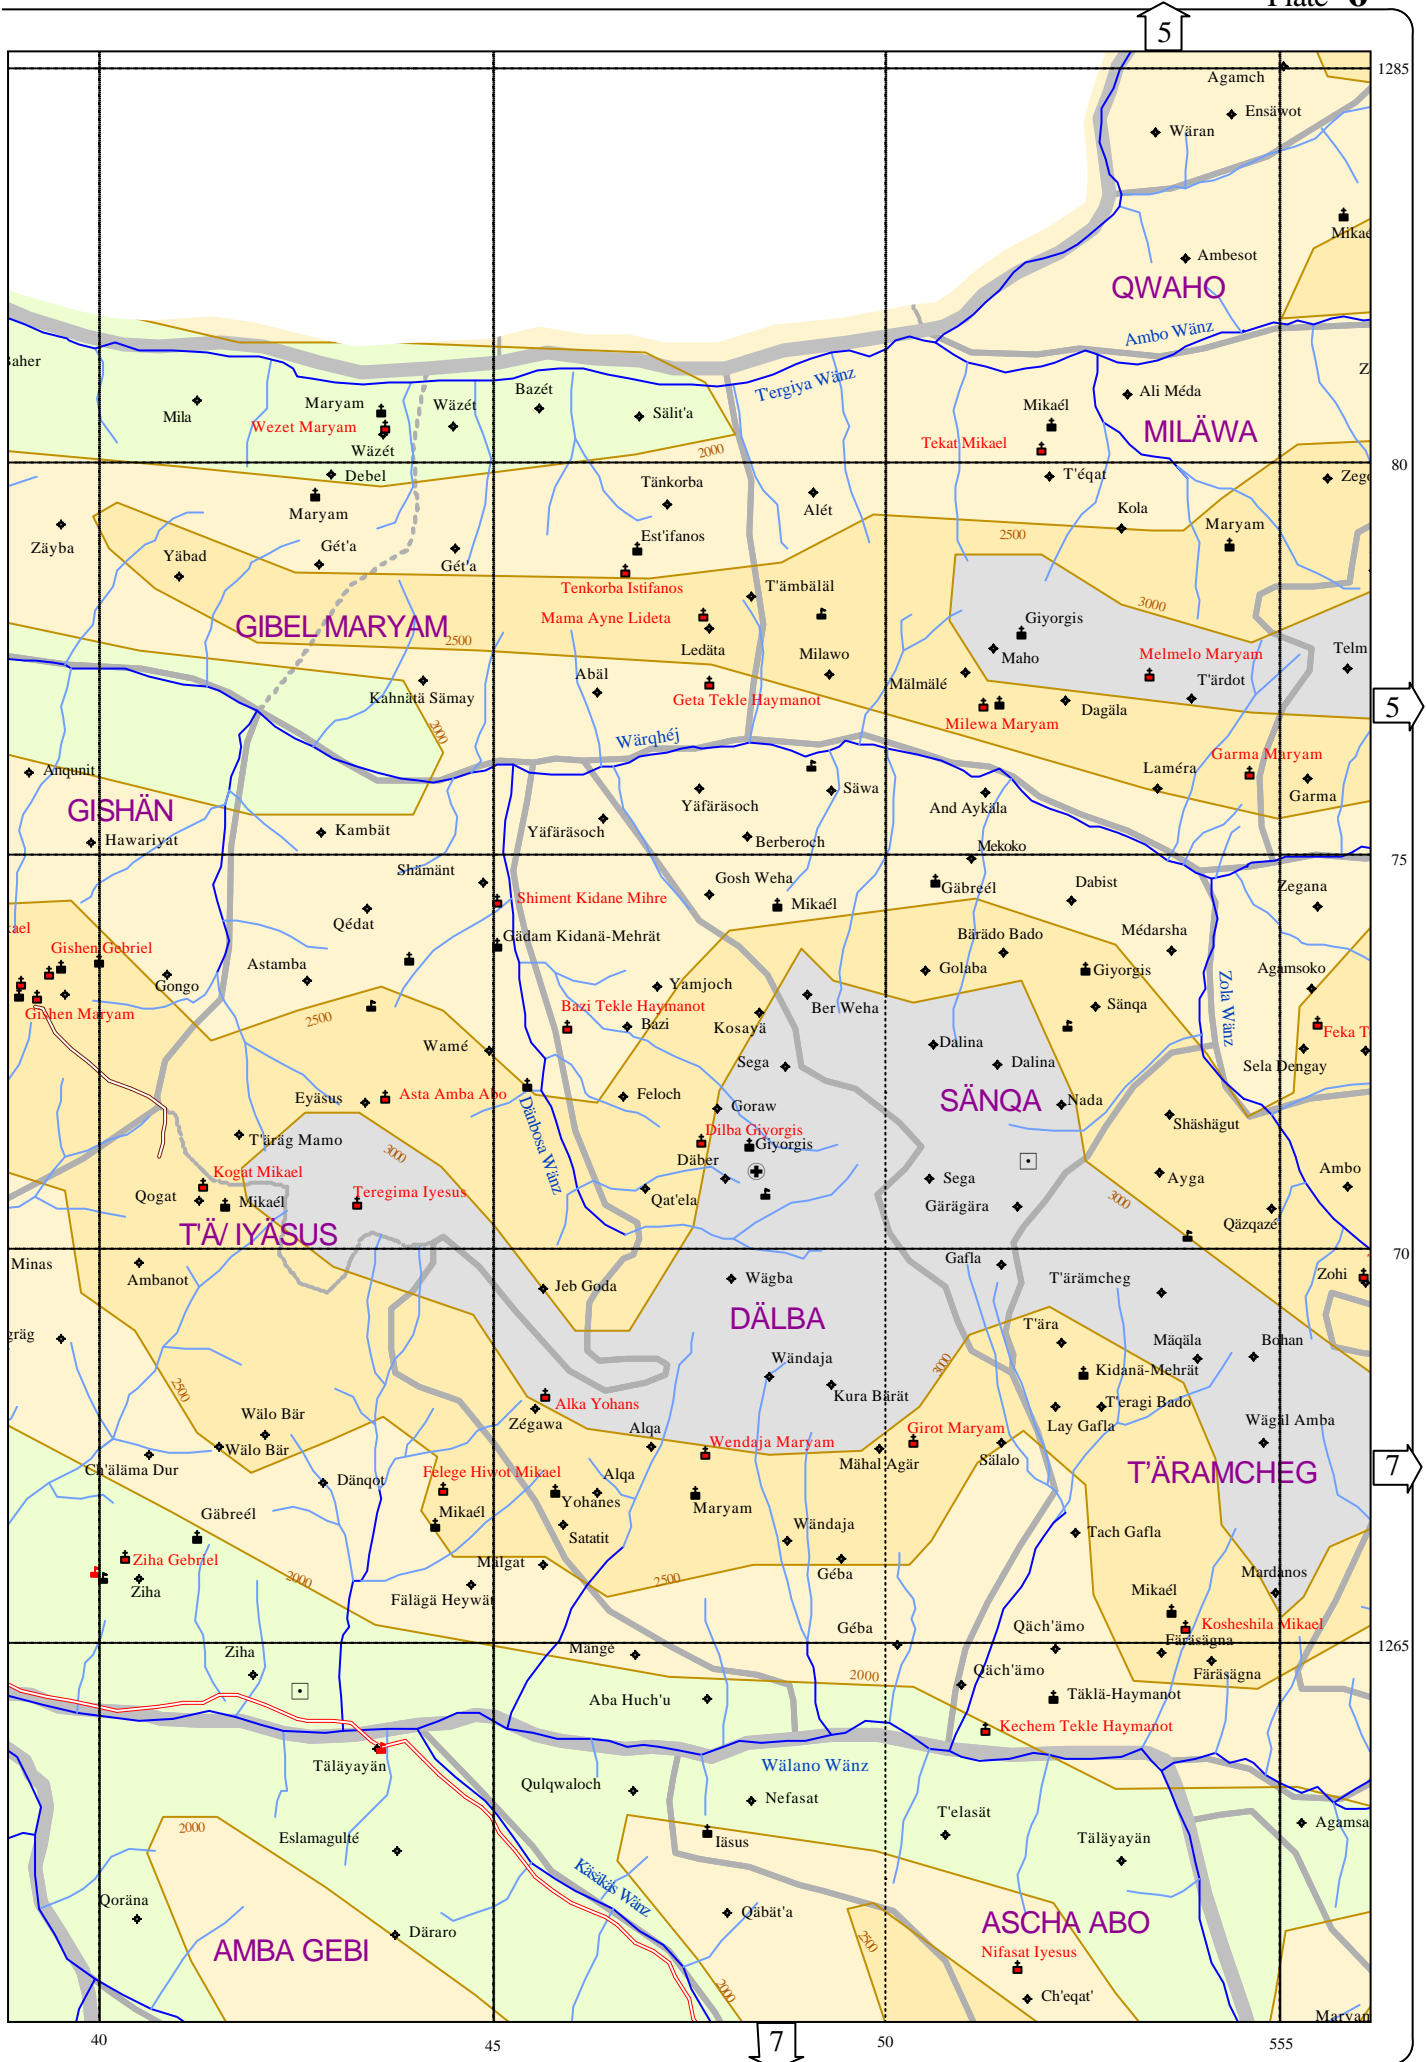 Plate 6
5
1285
Agamch
Ensäwot
Wäran
Mikae
Ambesot
QWAHO
Ambo Wänz
Baher
T'ergiya Wänz
Z
Mila
Maryam
Wezet Maryam
Wäzét
Wäzét
Bazét
Sälit'a
Ali Méda
Mikaél
MILÄWA
Tekat Mikael
2000
80
Debel
T'éqat
Zego
Maryam
Tänkorba
Alét
Kola
Maryam
Zäyba
Yäbad
Gét'a
Gét'a
Est'ifanos
2500
Tenkorba Istifanos
T'ämbäläl
3000
GIBEL MARYAM
2500
Mama Ayne Lideta
Ledäta
Giyorgis
Maho
Melmelo Maryam
Telm
Milawo
Mälmälé
T'ärdot
Kahnätä Sämay
Abäl
Geta Tekle Haymanot
Dagäla
5
2000
Milewa Maryam
Wärqhéj
Garma Maryam
Anqunit
Laméra
Garma
GISHÄN
Yäfäräsoch
Säwa
And Aykäla
Hawariyat
Kambät
Yäfäräsoch
Berberoch
75
Mekoko
Shämänt
Gosh Weha
Gäbreél
Dabist
Zegana
Shiment Kidane Mihre
Mikaél
Qédat
kael
Gishen Gebriel
Gädam Kidanä-Mehrät
Bärädo Bado
Médarsha
Astamba
Golaba
Giyorgis
Agamsoko
Gongo
Yamjoch
Ber Weha
Zola Wänz
Gishen Maryam
2500
Bazi Tekle Haymanot
Bazi
Kosayä
Sänqa
Feka T
Wamé
Dalina
Sega
Dalina
Sela Dengay
Eyäsus
Asta Amba Abo
Dänbosa Wänz
Feloch
Goraw
SÄNQA
Nada
Shäshägut
T'äräg Mamo
3000
Dilba Giyorgis
Giyorgis
Kogat Mikael
Däber
Ambo
Qogat
Mikaél
Teregima Iyesus
Qat'ela
Sega
Ayga
3000
Gärägära
Qäzqazé
T'Ä/ IYÄSUS
70
Minas
Ambanot
Gafla
T'ärämcheg
Zohi
Jeb Goda
Wägba
DÄLBA
gräg
T'ära
Mäqäla
Bohan
2500
Wändaja
3000
Kidanä-Mehrät
Alka Yohans
Kura Bärät
T'eragi Bado
Wälo Bär
Zégawa
Lay Gafla
Wägäl Amba
Wälo Bär
Alqa
Wendaja Maryam
Girot Maryam
Ch'äläma Dur
Mähal Agär
Sälalo
Dänqot
Felege Hiwot Mikael
Alqa
T'ÄRAMCHEG
7
Gäbreél
Mikaél
Yohanes
Maryam
Satatit
Wändaja
Tach Gafla
Ziha Gebriel
Mälgat
Géba
Ziha
2000
Fälägä Heywät
2500
Mardanos
Mikaél
Kosheshila Mikael
Géba
Qäch'ämo
1265
Mängé
Färäsägna
Ziha
Färäsägna
2000
Qäch'ämo
Aba Huch'u
Täklä-Haymanot
Kechem Tekle Haymanot
Täläyayän
Wälano Wänz
Qulqwaloch
Nefasat
2000
T'elasät
Agamsa
Eslamagulté
Iäsus
Täläyayän
Käsäkäs Wänz
Qoräna
Qäbät'a
ASCHA ABO
Däraro
2500
AMBA GEBI
Nifasat Iyesus
2000
Ch'eqat'
Maryam
40
45
7
50
555